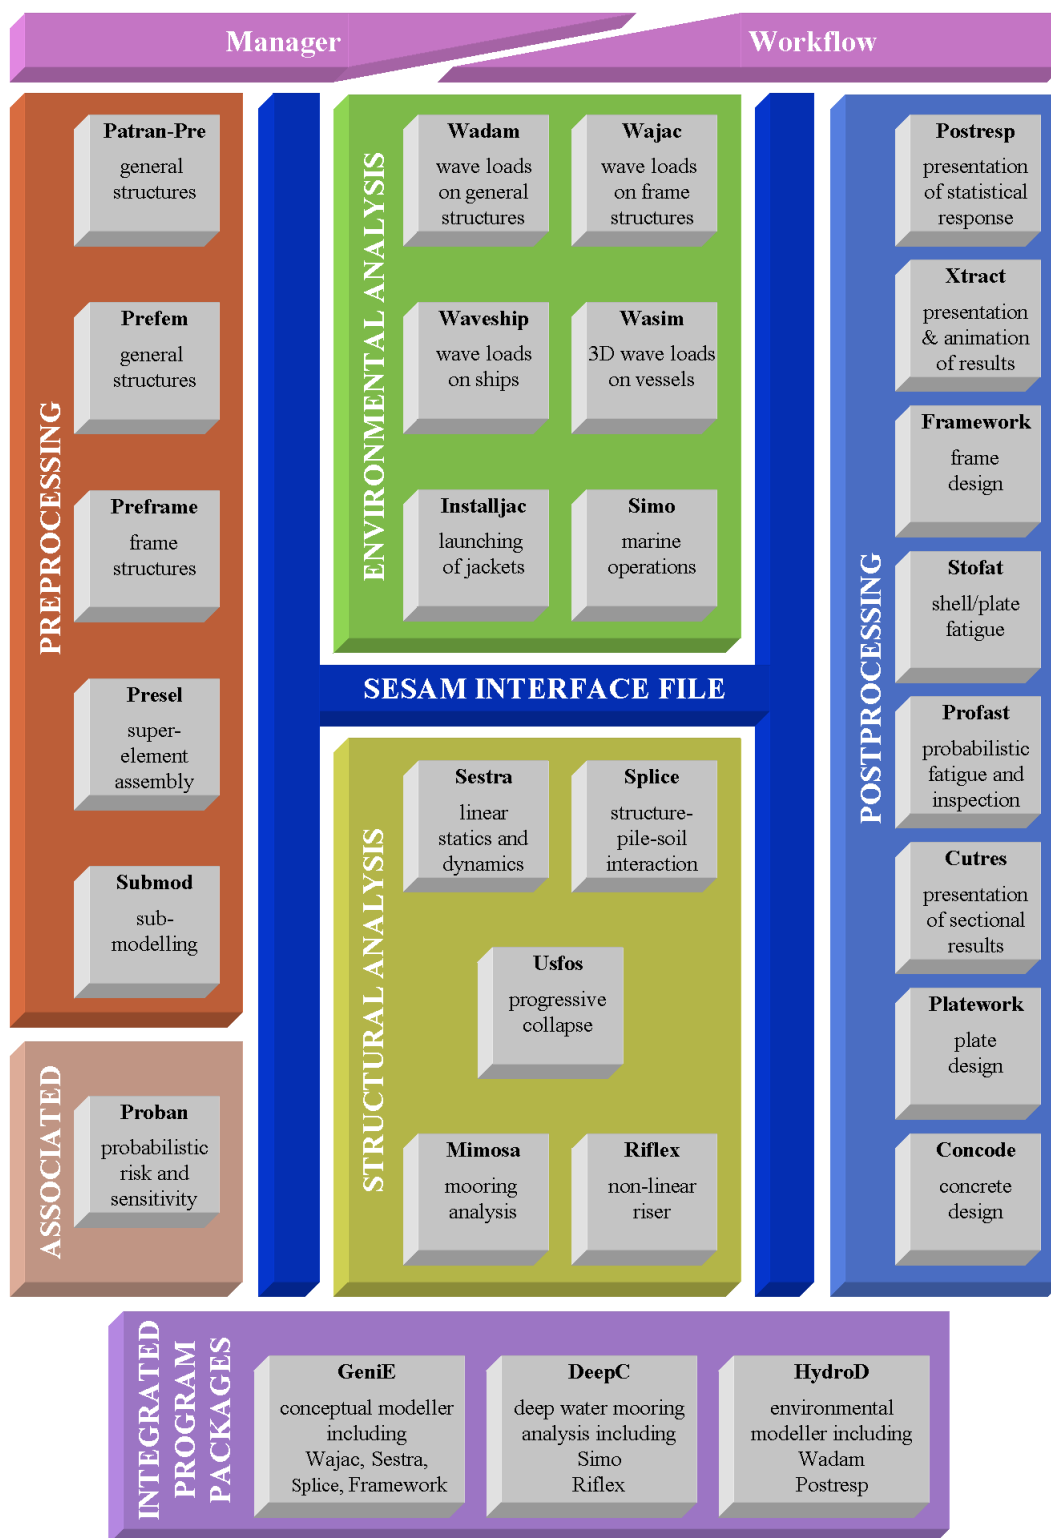 Manager
Workflow
PREPROCESSING
Patran-Pre
general
structures
Prefem
general
structures
Preframe
frame
structures
Presel
super-
element
assembly
Submod
sub-
modelling
ASSOCIATED
Proban
probabilistic
risk and
sensitivity
ENVIRONMENTAL ANALYSIS
Wadam
wave loads
on general
structures
Wajac
wave loads
on frame
structures
Waveship
wave loads
on ships
Wasim
3D wave loads
on vessels
Installjac
launching
of jackets
Simo
marine
operations
SESAM INTERFACE FILE
STRUCTURAL ANALYSIS
Sestra
linear
statics and
dynamics
Splice
structure-
pile-soil
interaction
Usfos
progressive
collapse
Mimosa
mooring
analysis
Riflex
non-linear
riser
POSTPROCESSING
Postresp
presentation
of statistical
response
Xtract
presentation
& animation
of results
Framework
frame
design
Stofat
shell/plate
fatigue
Profast
probabilistic
fatigue and
inspection
Cutres
presentation
of sectional
results
Platework
plate
design
Concode
concrete
design
INTEGRATED
PROGRAM
PACKAGES
GeniE
conceptual modeller
including
Wajac, Sestra,
Splice, Framework
DeepC
deep water mooring
analysis including
Simo
Riflex
HydroD
environmental
modeller including
Wadam
Postresp